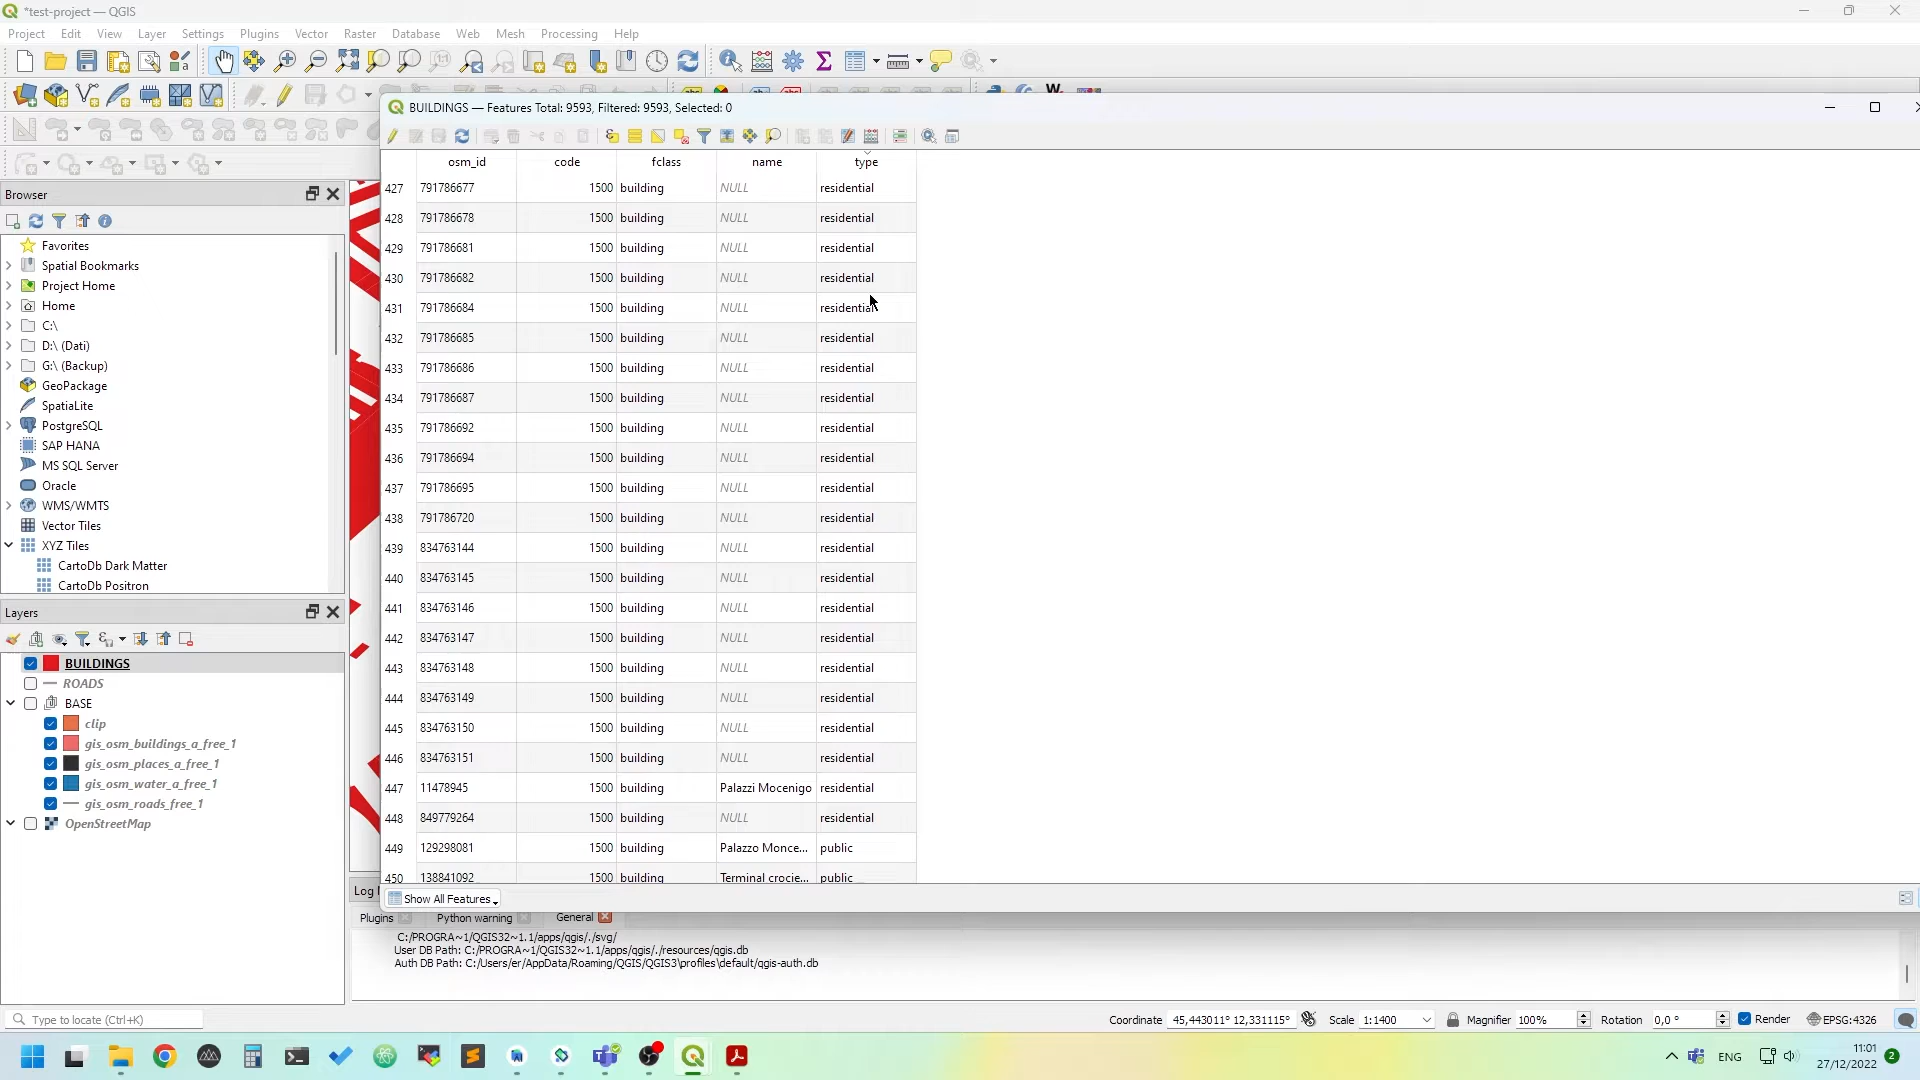 *test-project — QGIS
Project Edit View Layer Settings Plugins Vector Raster Database Web Mesh Processing Help
BUILDINGS — Features Total: 9593, Filtered: 9593, Selected: 0
osm_id code fclass name type
427 791786677 1500 building NULL residential
428 791786678 1500 building NULL residential
429 791786681 1500 building NULL residential
430 791786682 1500 building NULL residential
431 791786684 1500 building NULL residential
432 791786685 1500 building NULL residential
433 791786686 1500 building NULL residential
434 791786687 1500 building NULL residential
435 791786692 1500 building NULL residential
436 791786694 1500 building NULL residential
437 791786695 1500 building NULL residential
438 791786720 1500 building NULL residential
439 834763144 1500 building NULL residential
440 834763145 1500 building NULL residential
441 834763146 1500 building NULL residential
442 834763147 1500 building NULL residential
443 834763148 1500 building NULL residential
444 834763149 1500 building NULL residential
445 834763150 1500 building NULL residential
446 834763151 1500 building NULL residential
447 11478945 1500 building Palazzi Mocenigo residential
448 849779264 1500 building NULL residential
449 129298081 1500 building Palazzo Monce... public
450 138841092 1500 building Terminal crocie... public
Show All Features
Browser
Favorites
Spatial Bookmarks
Project Home
Home
C:\
D:\ (Dati)
G:\ (Backup)
GeoPackage
SpatiaLite
PostgreSQL
SAP HANA
MS SQL Server
Oracle
WMS/WMTS
Vector Tiles
XYZ Tiles
CartoDb Dark Matter
CartoDb Positron
Layers
BUILDINGS
ROADS
BASE
clip
gis_osm_buildings_a_free_1
gis_osm_places_a_free_1
gis_osm_water_a_free_1
gis_osm_roads_free_1
OpenStreetMap
Log
Plugins Python warning General
C:/PROGRA~1/QGIS32~1.1/apps/qgis/./svg/
User DB Path: C:/PROGRA~1/QGIS32~1.1/apps/qgis/./resources/qgis.db
Auth DB Path: C:/Users/er/AppData/Roaming/QGIS/QGIS3\profiles\default/qgis-auth.db
Type to locate (Ctrl+K) Coordinate 45,443011° 12,331115° Scale 1:1400 Magnifier 100% Rotation 0,0 ° Render EPSG:4326
ENG 11:01 2
27/12/2022